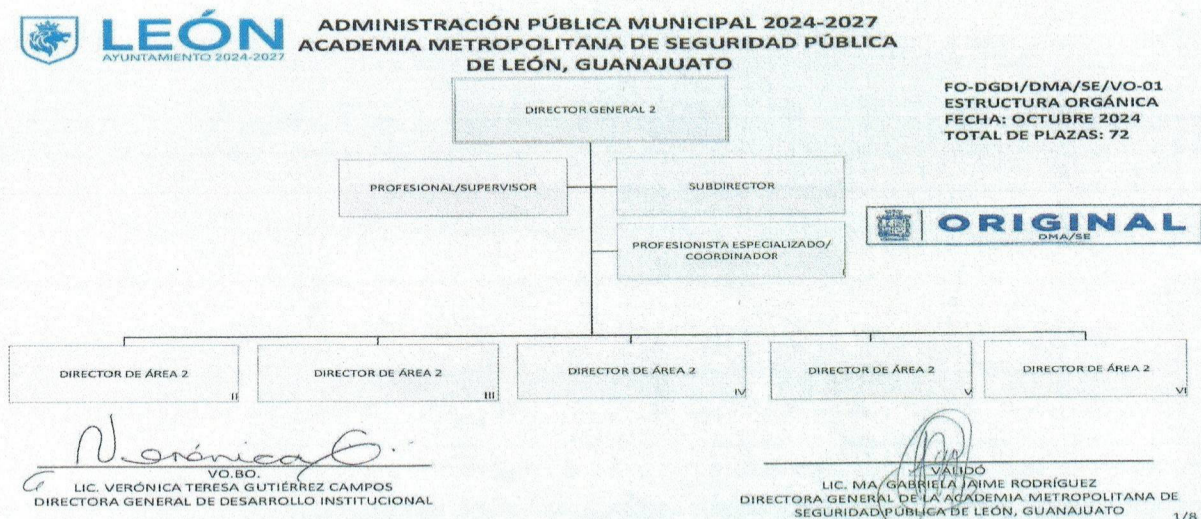 LEÓN
AYUNTAMIENTO 2024-2027
ADMINISTRACIÓN PÚBLICA MUNICIPAL 2024-2027
ACADEMIA METROPOLITANA DE SEGURIDAD PÚBLICA
DE LEÓN, GUANAJUATO
FO-DGDI/DMA/SE/VO-01
ESTRUCTURA ORGÁNICA
FECHA: OCTUBRE 2024
TOTAL DE PLAZAS: 72
DIRECTOR GENERAL 2
PROFESIONAL/SUPERVISOR
SUBDIRECTOR
ORIGINAL
DMA/SE
PROFESIONISTA ESPECIALIZADO/
COORDINADOR
I
DIRECTOR DE ÁREA 2
II
DIRECTOR DE ÁREA 2
III
DIRECTOR DE ÁREA 2
IV
DIRECTOR DE ÁREA 2
V
DIRECTOR DE ÁREA 2
VI
Verónica G.
VO.BO.
LIC. VERÓNICA TERESA GUTIÉRREZ CAMPOS
DIRECTORA GENERAL DE DESARROLLO INSTITUCIONAL
VALIDÓ
LIC. MA. GABRIELA JAIME RODRÍGUEZ
DIRECTORA GENERAL DE LA ACADEMIA METROPOLITANA DE
SEGURIDAD PÚBLICA DE LEÓN, GUANAJUATO
1/8